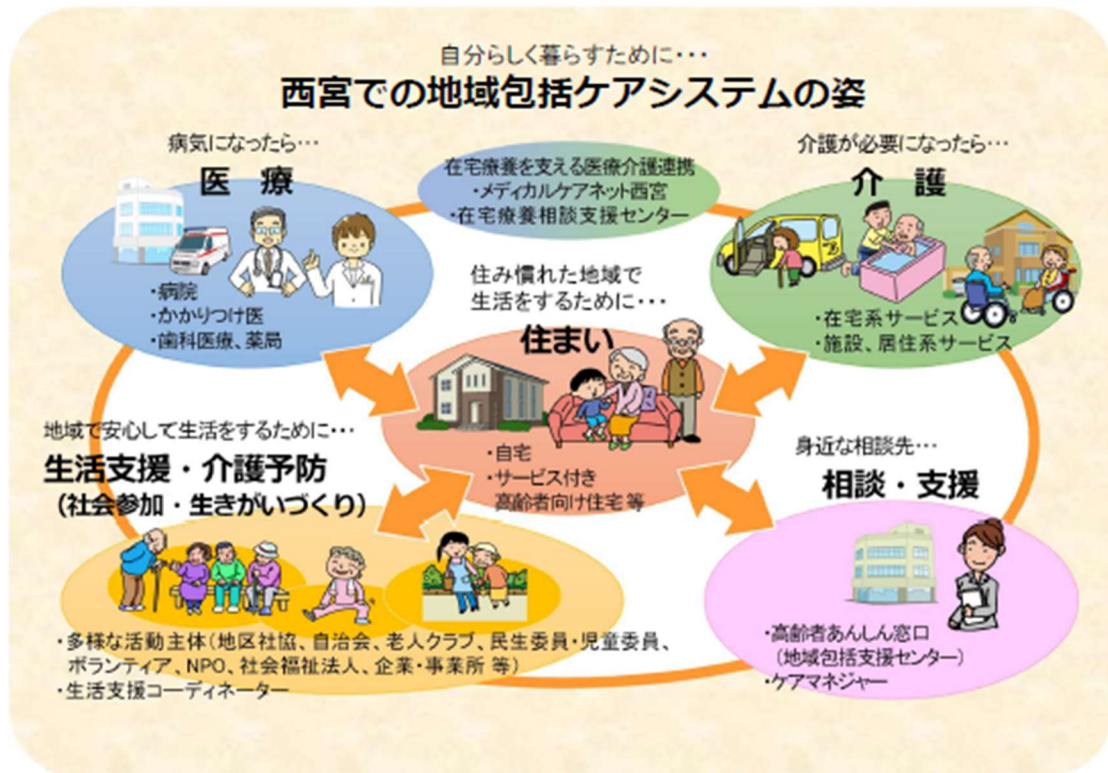 自分らしく暮らすために・・・
西宮での地域包括ケアシステムの姿
病気になったら…
医　療
・病院
・かかりつけ医
・歯科医療、薬局
在宅療養を支える医療介護連携
・メディカルケアネット西宮
・在宅療養相談支援センター
介護が必要になったら…
介　護
・在宅系サービス
・施設、居住系サービス
住み慣れた地域で
生活をするために・・・
住まい
・自宅
・サービス付き
高齢者向け住宅 等
地域で安心して生活をするために・・・
生活支援・介護予防
（社会参加・生きがいづくり）
・多様な活動主体（地区社協、自治会、老人クラブ、民生委員・児童委員、
ボランティア、NPO、社会福祉法人、企業・事業所 等）
・生活支援コーディネーター
身近な相談先…
相談・支援
・高齢者あんしん窓口
（地域包括支援センター）
・ケアマネジャー